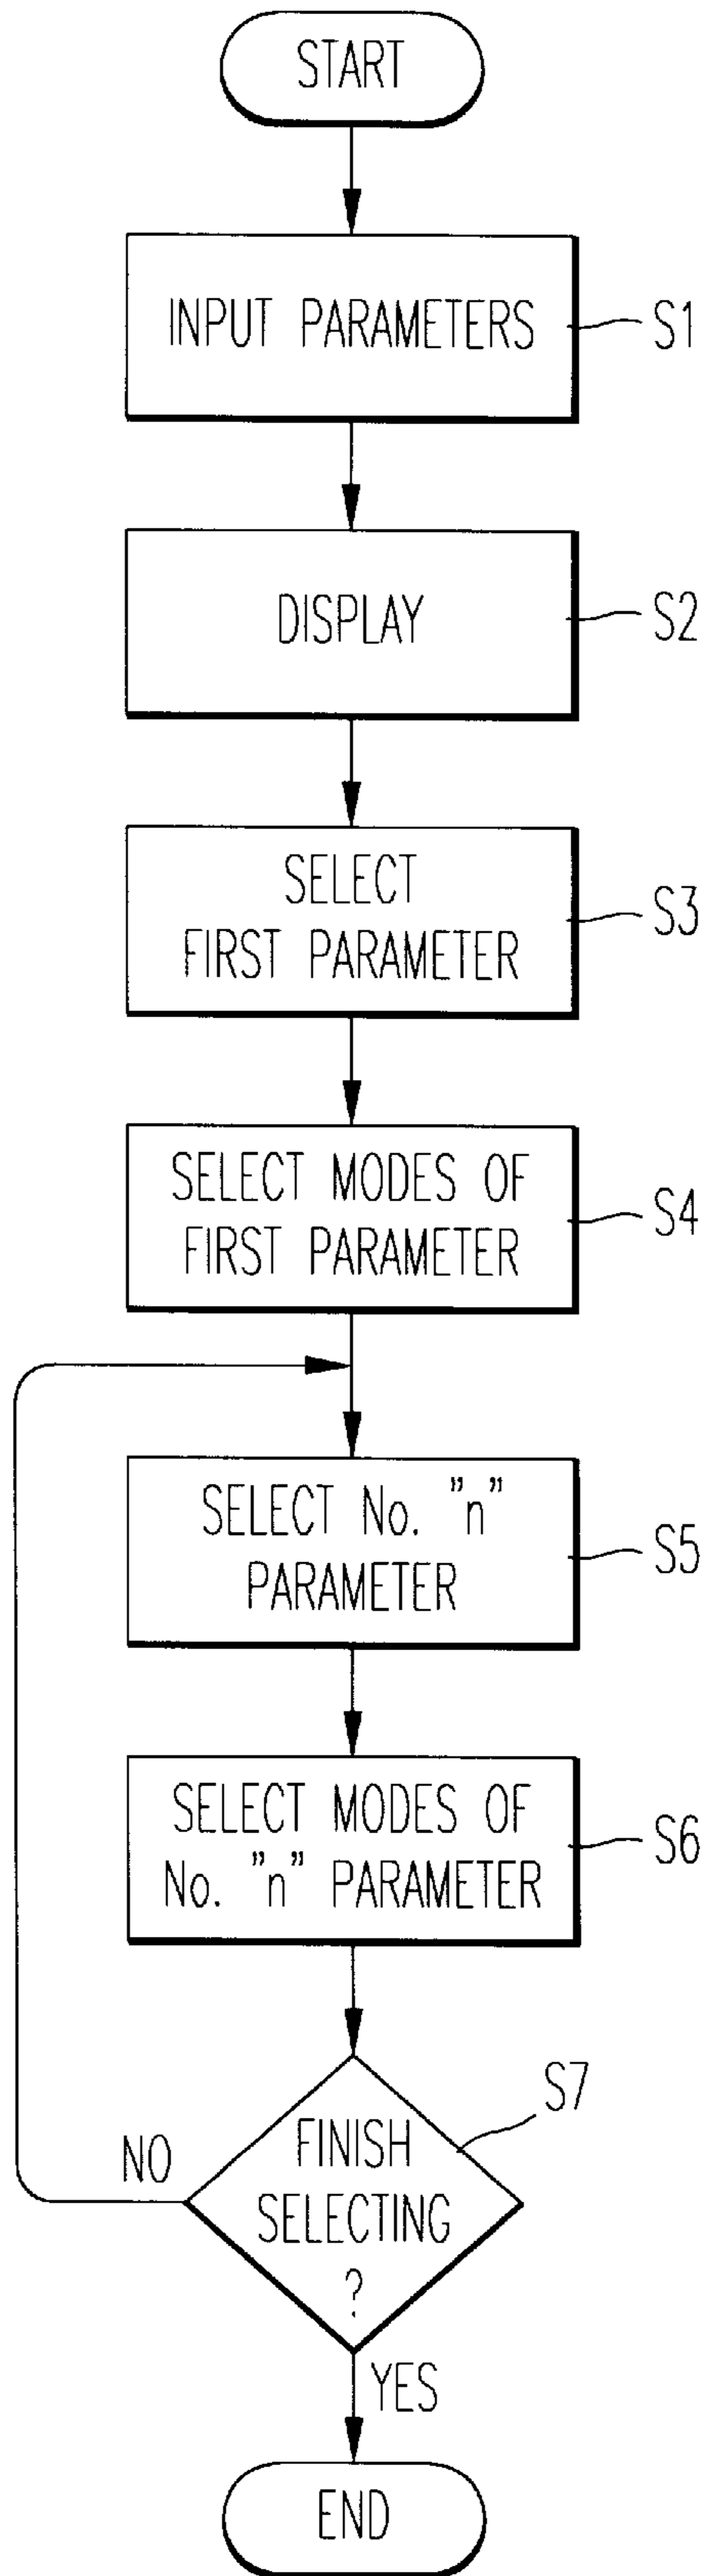 START
INPUT PARAMETERS
S1
DISPLAY
S2
SELECT
FIRST PARAMETER
S3
SELECT MODES OF
FIRST PARAMETER
S4
SELECT No. "n"
PARAMETER
S5
SELECT MODES OF
No. "n" PARAMETER
S6
S7
FINISH
SELECTING
?
NO
YES
END